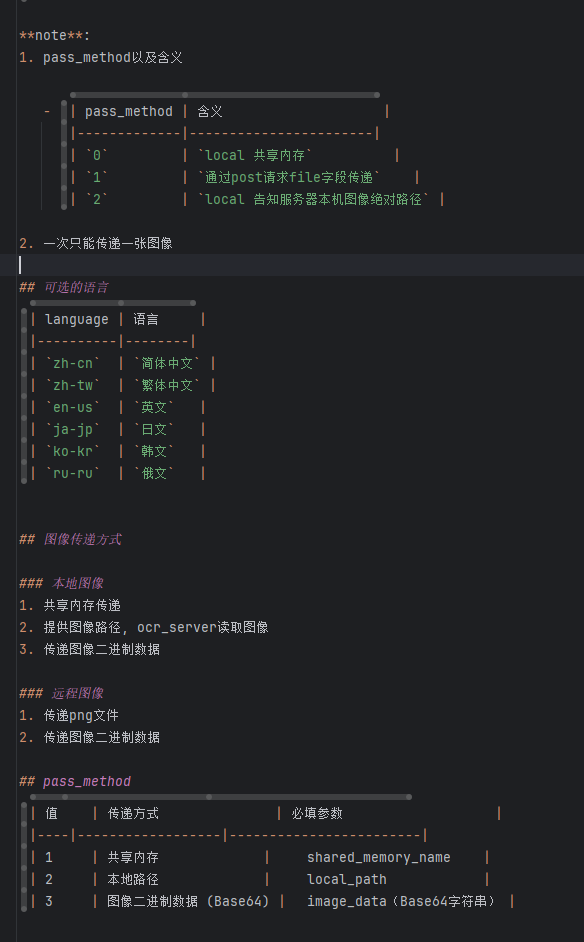 **note**:
1. pass_method以及含义
- | pass_method | 含义 |
|-------------|-----------------------|
| `0` | `local 共享内存` |
| `1` | `通过post请求file字段传递` |
| `2` | `local 告知服务器本机图像绝对路径` |
2. 一次只能传递一张图像
## 可选的语言
| language | 语言 |
|----------|--------|
| `zh-cn` | `简体中文` |
| `zh-tw` | `繁体中文` |
| `en-us` | `英文` |
| `ja-jp` | `日文` |
| `ko-kr` | `韩文` |
| `ru-ru` | `俄文` |
## 图像传递方式
### 本地图像
1. 共享内存传递
2. 提供图像路径, ocr_server读取图像
3. 传递图像二进制数据
### 远程图像
1. 传递png文件
2. 传递图像二进制数据
## pass_method
| 值 | 传递方式 | 必填参数 |
|----|------------------|------------------------|
| 1 | 共享内存 | shared_memory_name |
| 2 | 本地路径 | local_path |
| 3 | 图像二进制数据 (Base64) | image_data（Base64字符串） |